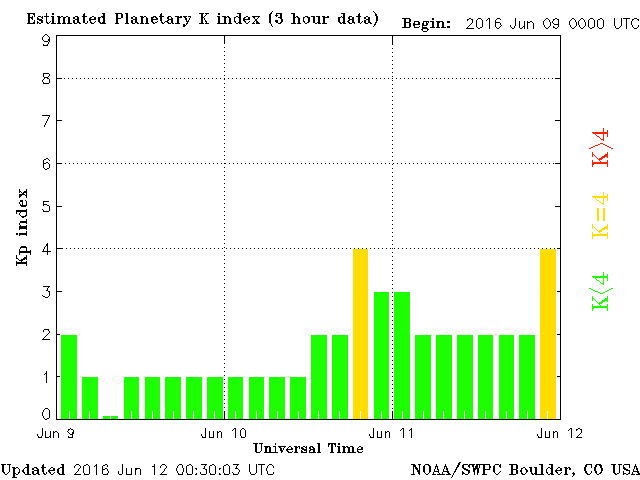 Estimated Planetary K index (3 hour data) Begin: 2016 Jun 09 0000 UTC
9
8
7
6
5
4
3
2
1
0
Kp index
K>4
K=4
K<4
Jun 9 Jun 10 Jun 11 Jun 12
Universal Time
Updated 2016 Jun 12 00:30:03 UTC NOAA/SWPC Boulder, CO USA